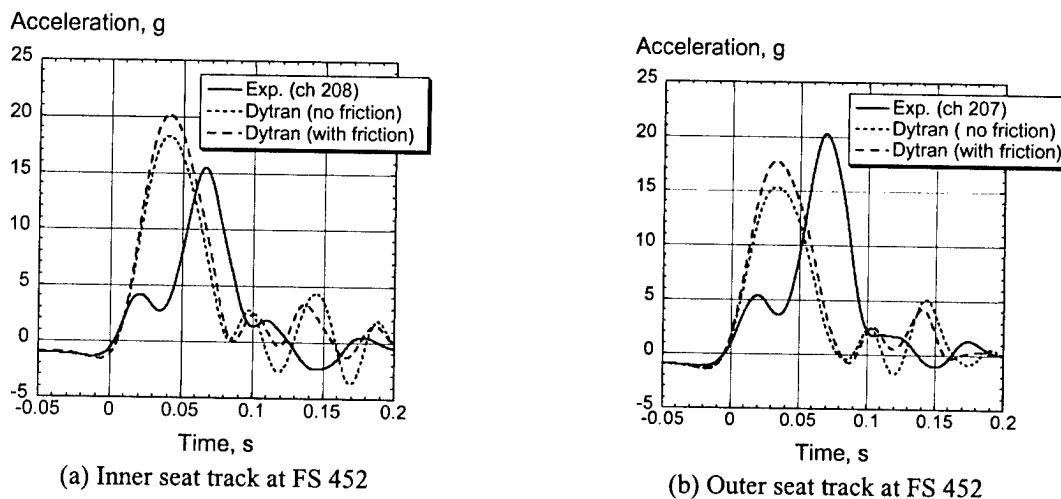 Acceleration, g
25
20
15
10
5
0
-5
-0.05 0 0.05 0.1 0.15 0.2
Exp. (ch 208)
Dytran (no friction)
Dytran (with friction)
Time, s
(a) Inner seat track at FS 452
Acceleration, g
25
20
15
10
5
0
-5
-0.05 0 0.05 0.1 0.15 0.2
Exp. (ch 207)
Dytran ( no friction)
Dytran (with friction)
Time, s
(b) Outer seat track at FS 452